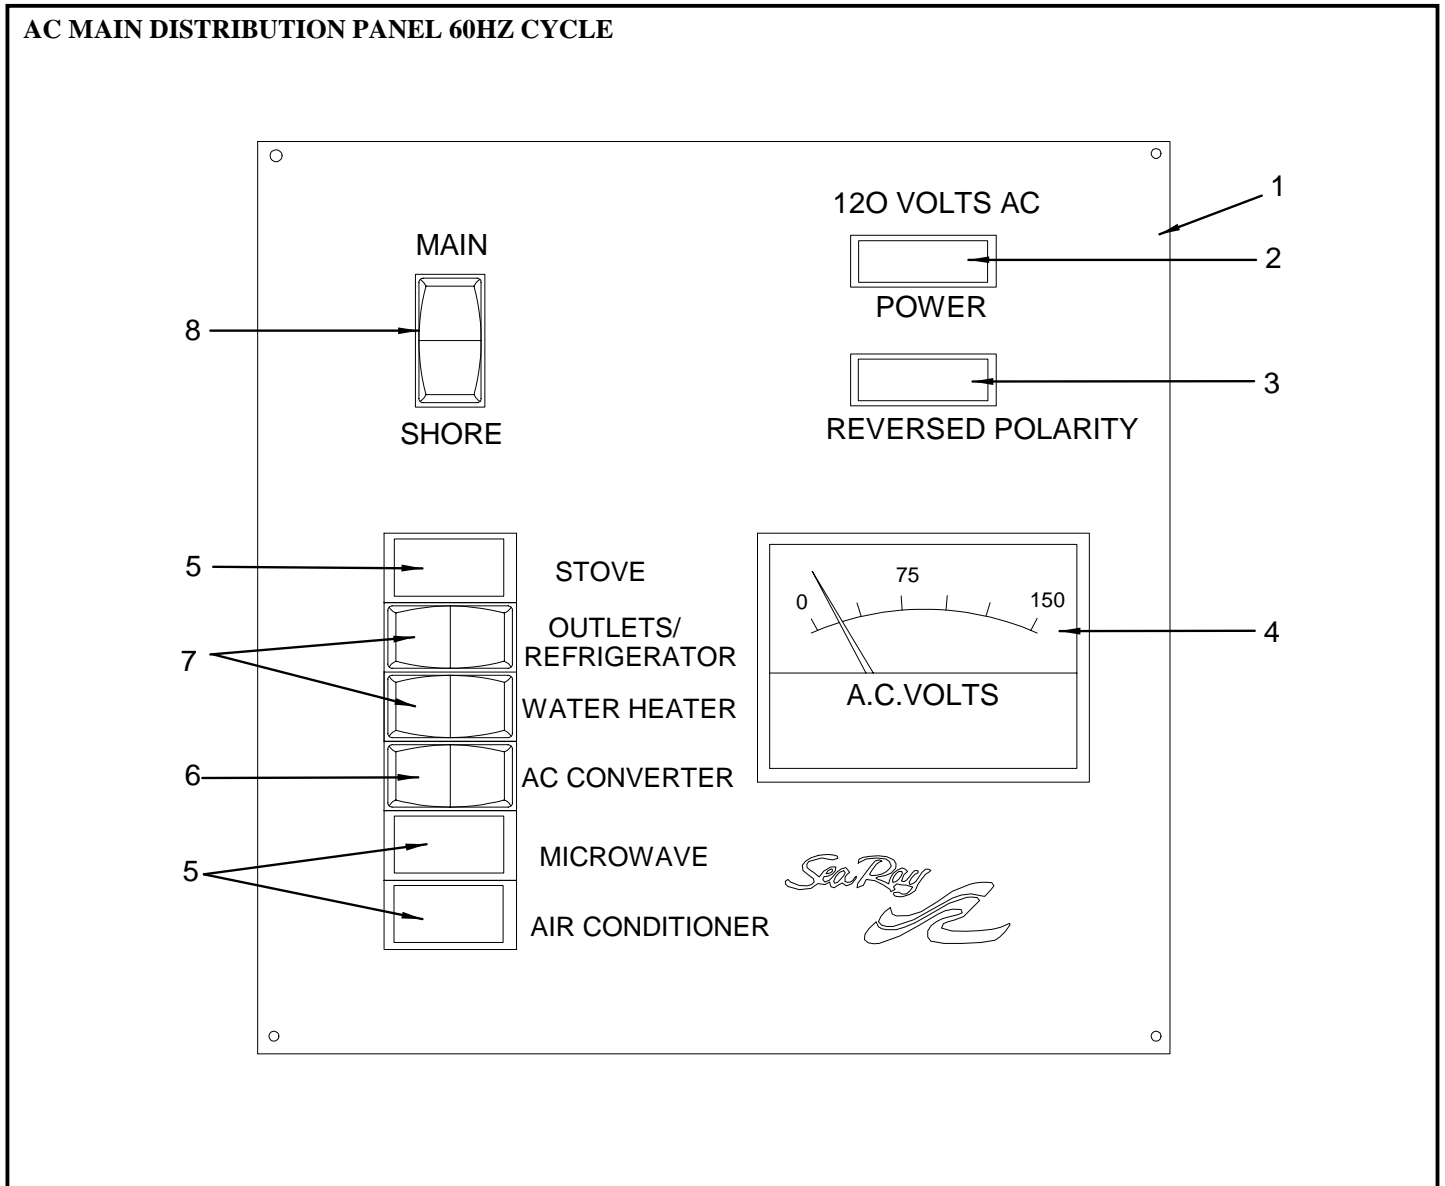 AC MAIN DISTRIBUTION PANEL 60HZ CYCLE
12O VOLTS AC
1
MAIN
2
POWER
8
3
SHORE
REVERSED POLARITY
5
STOVE
0
75
150
OUTLETS/
REFRIGERATOR
4
7
WATER HEATER
A.C.VOLTS
6
AC CONVERTER
MICROWAVE
5
Sea Ray
AIR CONDITIONER